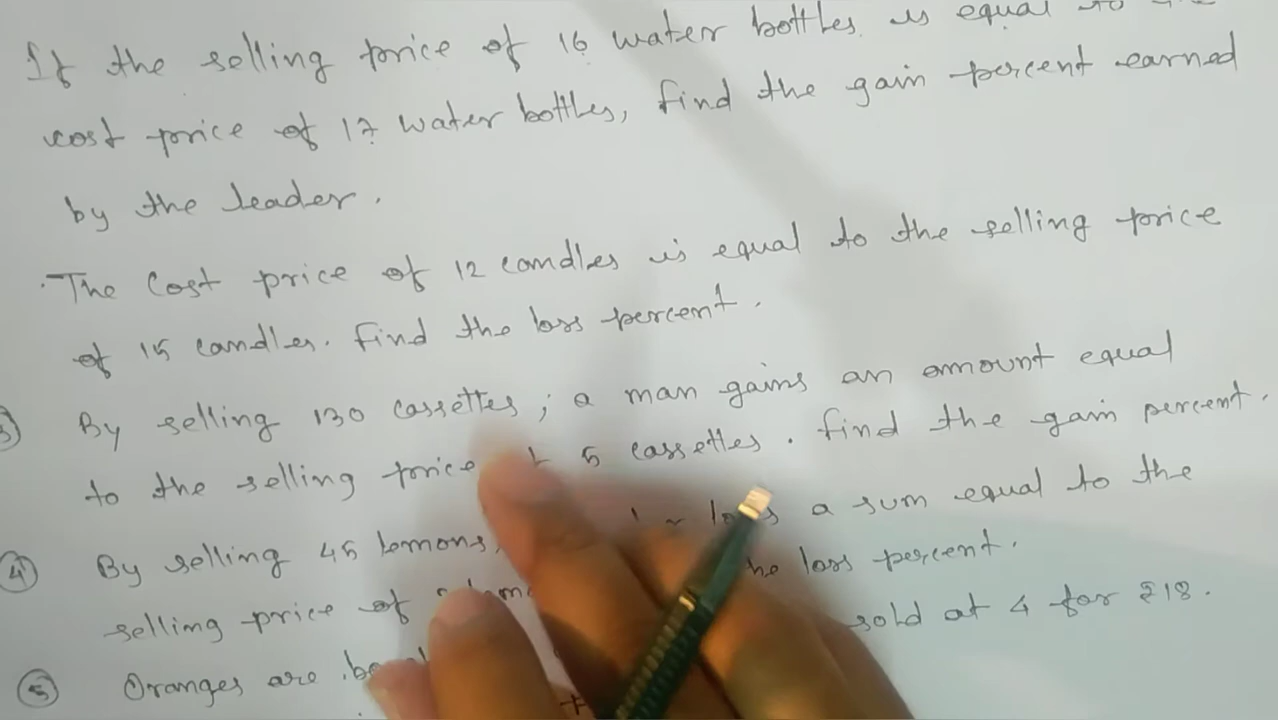 If the selling price of 16 water bottles is equal to the
cost price of 17 water bottles, find the gain percent earned
by the leader.
The Cost price of 12 candles is equal to the selling price
of 15 candles. Find the loss percent.
By selling 130 cassettes; a man gains an amount equal
to the selling price 5 cassettes. find the gain percent.
④ By selling 45 lemons, a sum equal to the
selling price of the loss percent.
⑤ Oranges are sold at 4 for ₹18.